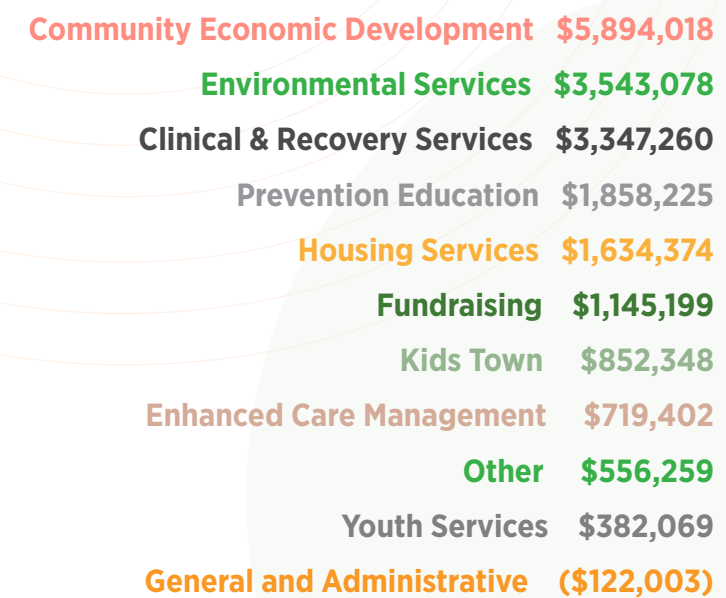 Community Economic Development $5,894,018
Environmental Services $3,543,078
Clinical & Recovery Services $3,347,260
Prevention Education $1,858,225
Housing Services $1,634,374
Fundraising $1,145,199
Kids Town $852,348
Enhanced Care Management $719,402
Other $556,259
Youth Services $382,069
General and Administrative ($122,003)